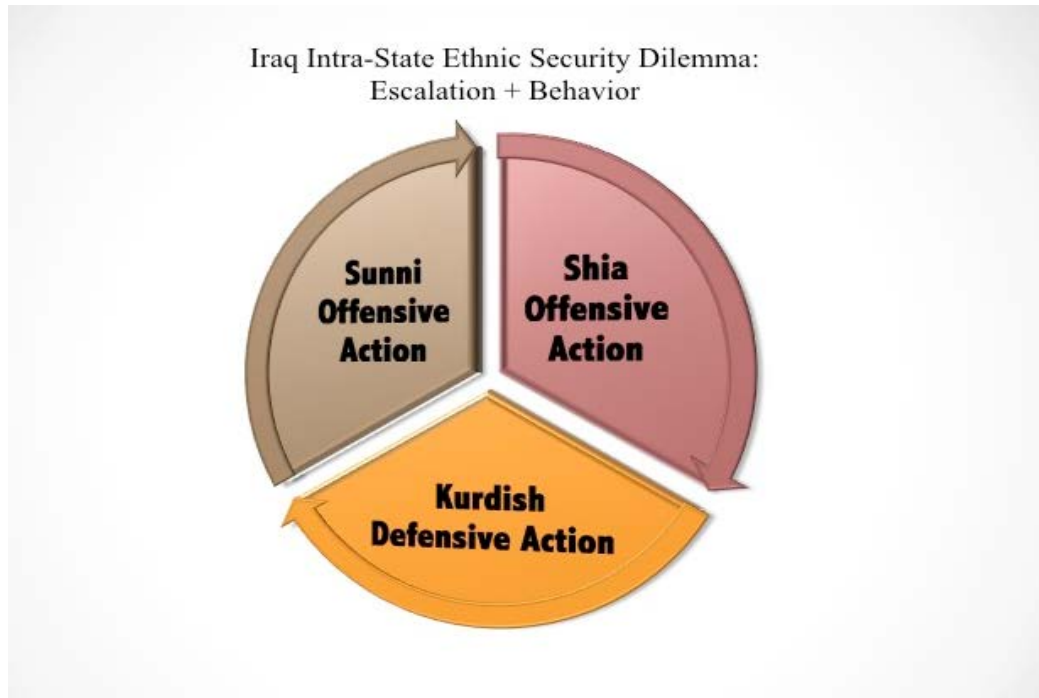 Iraq Intra-State Ethnic Security Dilemma:
Escalation + Behavior
Sunni
Offensive
Action
Shia
Offensive
Action
Kurdish
Defensive Action